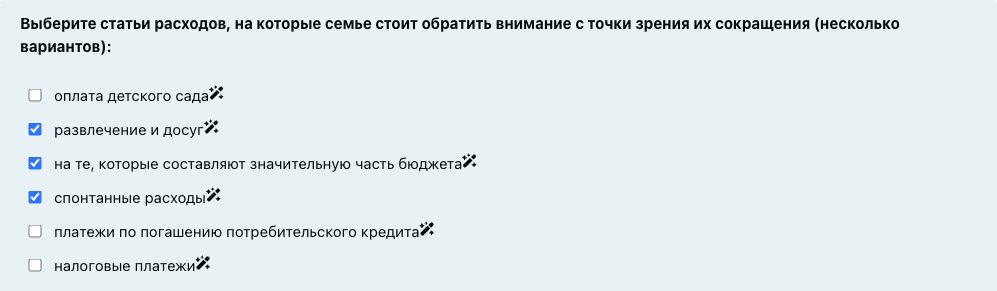 Выберите статьи расходов, на которые семье стоит обратить внимание с точки зрения их сокращения (несколько
вариантов):
оплата детского сада
развлечение и досуг
на те, которые составляют значительную часть бюджета
спонтанные расходы
платежи по погашению потребительского кредита
налоговые платежи